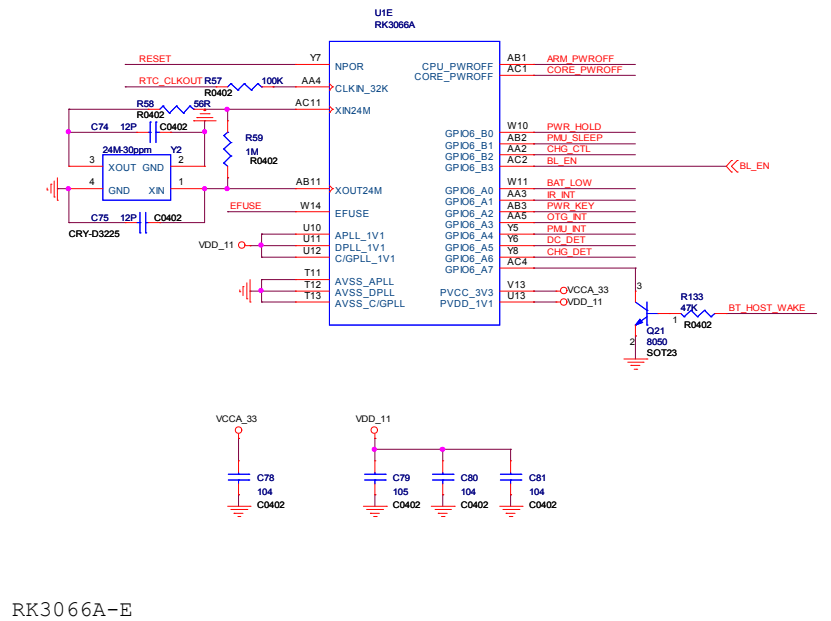 U1E
RK3066A
RESET
Y7
NPOR
CPU_PWROFF
AB1
ARM_PWROFF
CORE_PWROFF
AC1
CORE_PWROFF
RTC_CLKOUT
R57
100K
R0402
AA4
CLKIN_32K
R58
56R
R0402
AC11
XIN24M
C74
12P
C0402
R59
1M
R0402
24M-30ppm
Y2
3
XOUT
GND
2
4
GND
XIN
1
AB11
XOUT24M
C75
12P
C0402
CRY-D3225
EFUSE
W14
EFUSE
VDD_11
U10
APLL_1V1
U11
DPLL_1V1
U12
C/GPLL_1V1
T11
AVSS_APLL
T12
AVSS_DPLL
T13
AVSS_C/GPLL
GPIO6_B0
W10
PWR_HOLD
GPIO6_B1
AB2
PMU_SLEEP
GPIO6_B2
AA2
CHG_CTL
GPIO6_B3
AC2
BL_EN
BL_EN
GPIO6_A0
W11
BAT_LOW
GPIO6_A1
AA3
IR_INT
GPIO6_A2
AB3
PWR_KEY
GPIO6_A3
AA5
OTG_INT
GPIO6_A4
Y5
PMU_INT
GPIO6_A5
Y6
DC_DET
GPIO6_A6
Y8
CHG_DET
GPIO6_A7
AC4
PVCC_3V3
V13
VCCA_33
PVDD_1V1
U13
VDD_11
3
R133
47K
R0402
BT_HOST_WAKE
1
Q21
8050
SOT23
2
VCCA_33
C78
104
C0402
VDD_11
C79
105
C0402
C80
104
C0402
C81
104
C0402
RK3066A-E